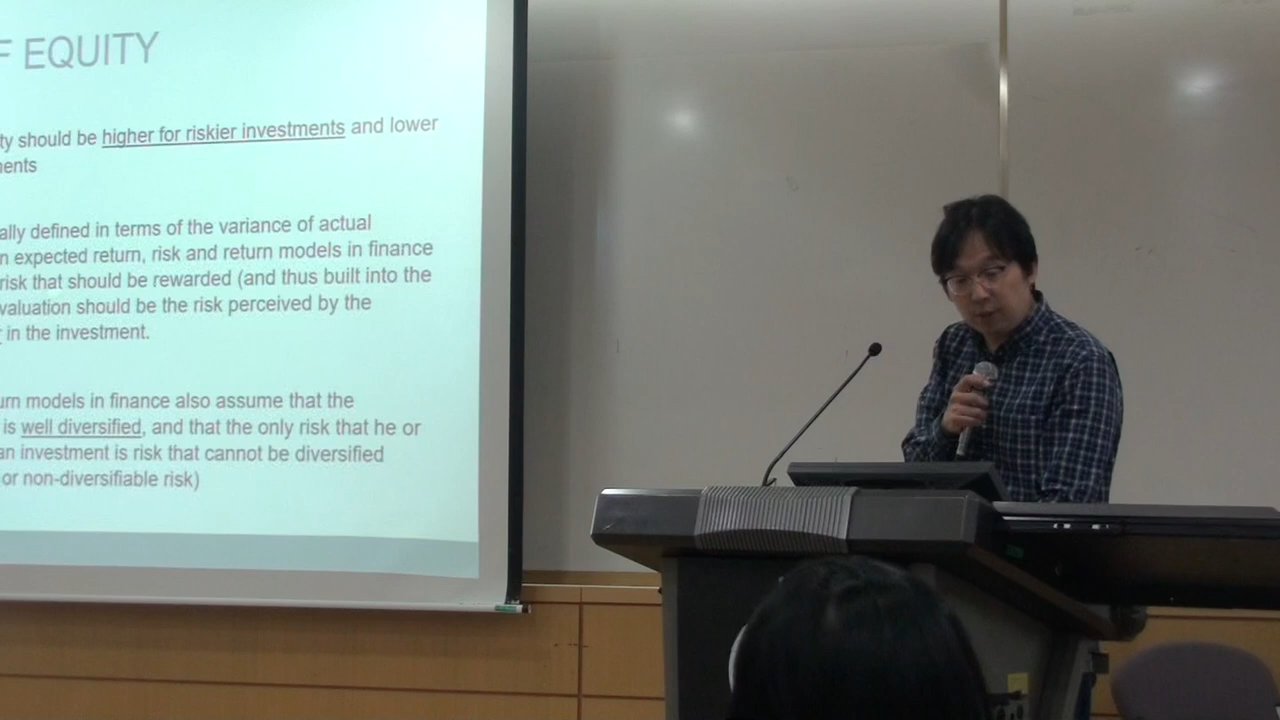 F EQUITY
ty should be higher for riskier investments and lower
ments
ally defined in terms of the variance of actual
n expected return, risk and return models in finance
risk that should be rewarded (and thus built into the
valuation should be the risk perceived by the
r in the investment.
urn models in finance also assume that the
is well diversified, and that the only risk that he or
an investment is risk that cannot be diversified
or non-diversifiable risk)